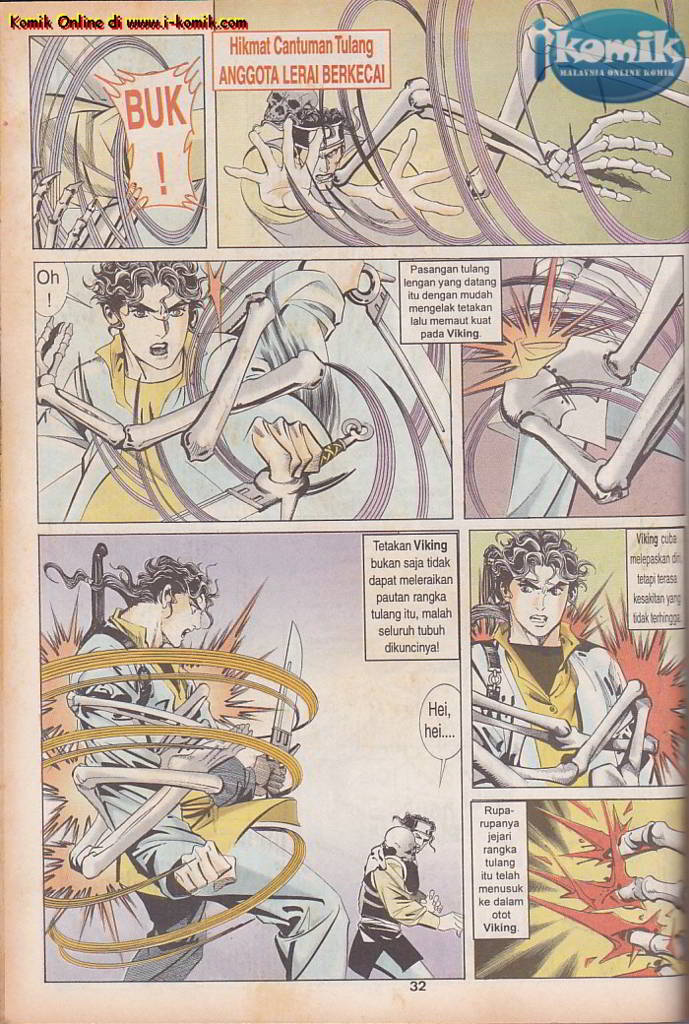 Komik Online di www.i-komik.com
ikomik
MALAYSIA ONLINE KOMIK
BUK
!
Hikmat Cantuman Tulang
ANGGOTA LERAI BERKECAI
Oh
!
Pasangan tulang
lengan yang datang
itu dengan mudah
mengelak tetakan
lalu memaut kuat
pada Viking.
Tetakan Viking
bukan saja tidak
dapat meleraikan
pautan rangka
tulang itu, malah
seluruh tubuh
dikuncinya!
Hei,
hei....
Viking cuba
melepaskan diri,
tetapi terasa
kesakitan yang
tidak terhingga.
Rupa-
rupanya
jejari
rangka
tulang
itu telah
menusuk
ke dalam
otot
Viking.
32